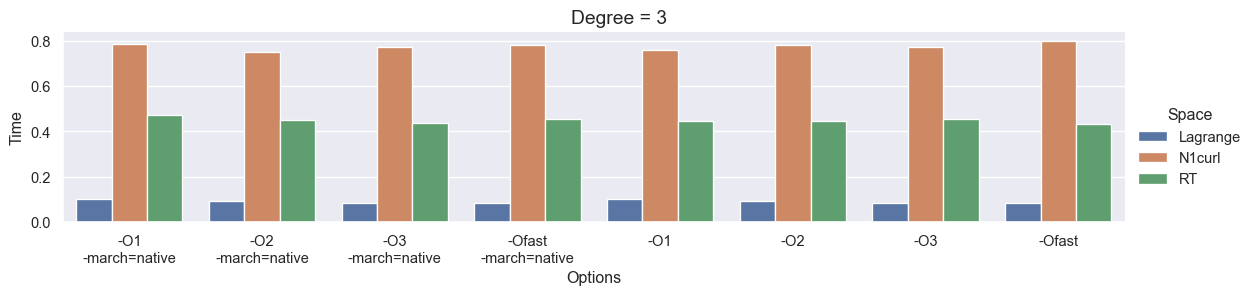 Degree = 3
Time
0.8
0.6
0.4
0.2
0.0
-O1
-march=native
-O2
-march=native
-O3
-march=native
-Ofast
-march=native
-O1
-O2
-O3
-Ofast
Options
Space
Lagrange
N1curl
RT